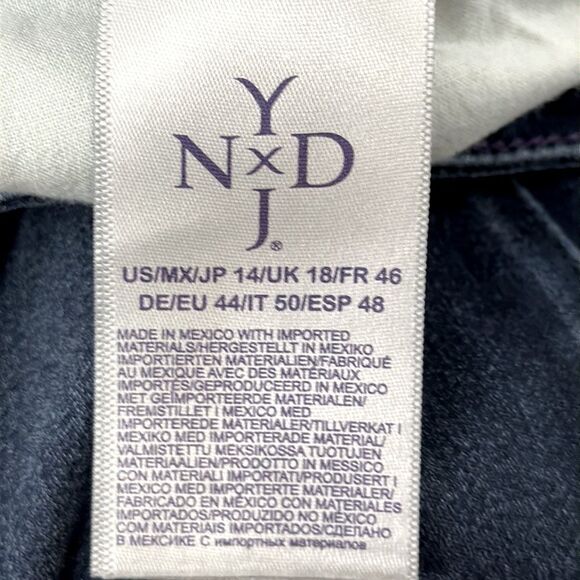 Y
N x D
J®
US/MX/JP 14/UK 18/FR 46
DE/EU 44/IT 50/ESP 48
MADE IN MEXICO WITH IMPORTED
MATERIALS/HERGESTELLT IN MEXIKO
IMPORTIERTEN MATERIALIEN/FABRIQUÉ
AU MEXIQUE AVEC DES MATÉRIAUX
IMPORTÉS/GEPRODUCEERD IN MEXICO
MET GEÏMPORTEERDE MATERIALEN/
FREMSTILLET I MEXICO MED
IMPORTEREDE MATERIALER/TILLVERKAT I
MEXIKO MED IMPORTERADE MATERIAL/
VALMISTETTU MEKSIKOSSA TUOTUJEN
MATERIAALIEN/PRODOTTO IN MESSICO
CON MATERIALI IMPORTATI/PRODUSERT I
MEXICO MED IMPORTERTE MATERIALER/
FABRICADO EN MÉXICO CON MATERIALES
IMPORTADOS/PRODUZIDO NO MÉXICO
COM MATERIAIS IMPORTADOS/СДЕЛАНО
В МЕКСИКЕ С импортных материалов